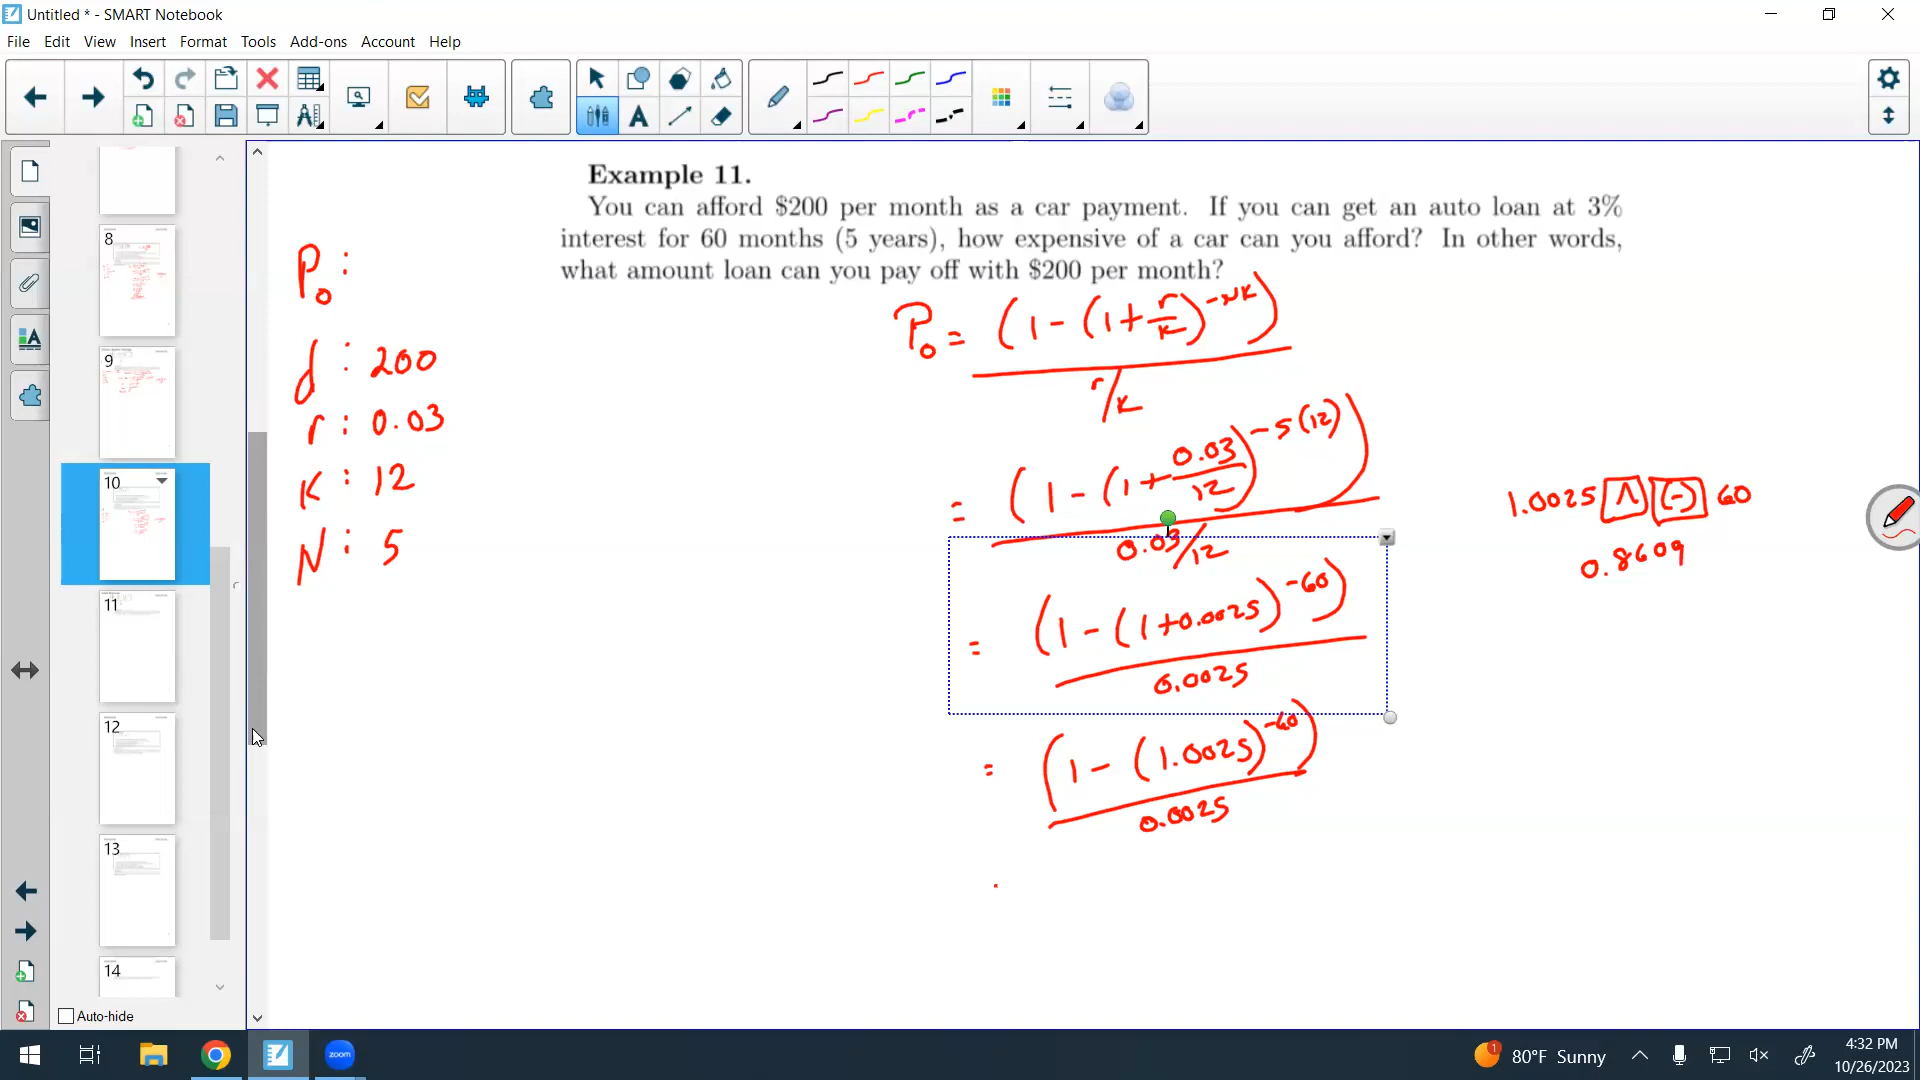 Untitled * - SMART Notebook
File Edit View Insert Format Tools Add-ons Account Help
8
9
10
11
12
13
14
Auto-hide
Example 11.
You can afford $200 per month as a car payment. If you can get an auto loan at 3%
interest for 60 months (5 years), how expensive of a car can you afford? In other words,
what amount loan can you pay off with $200 per month?
P₀ :
d : 200
r : 0.03
K : 12
N : 5
P₀ = (1 - (1 + r/K)^-NK) / (r/K)
= (1 - (1 + 0.03/12)^-5(12)) / (0.03/12)
= (1 - (1+0.0025)^-60) / 0.0025
= (1 - (1.0025)^-60) / 0.0025
1.0025 [^] [(-)] 60
0.8609
zoom
1
80°F Sunny
4:32 PM
10/26/2023